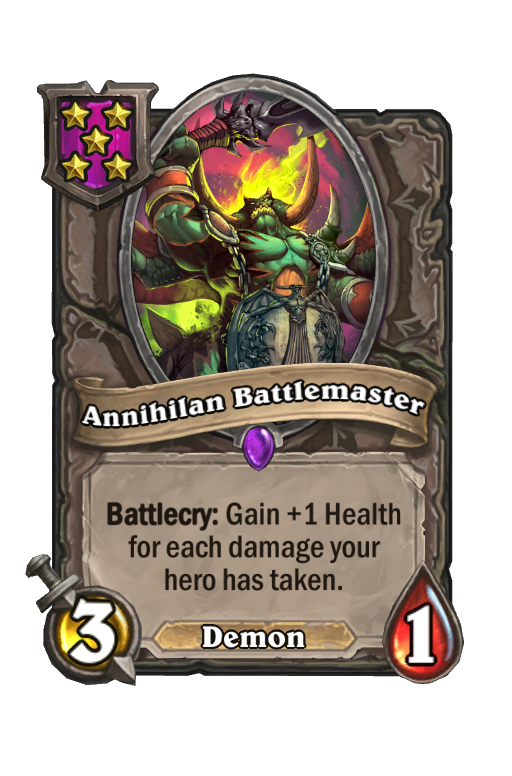 Annihilan Battlemaster
Battlecry: Gain +1 Health
for each damage your
hero has taken.
3
Demon
1